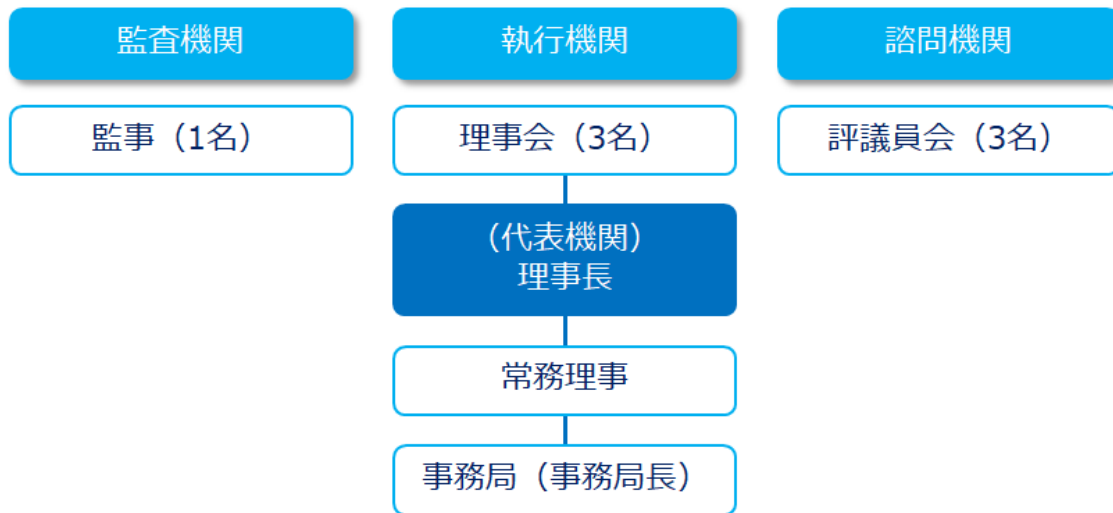 監査機関
執行機関
諮問機関
監事（1名）
理事会（3名）
評議員会（3名）
（代表機関）
理事長
常務理事
事務局（事務局長）